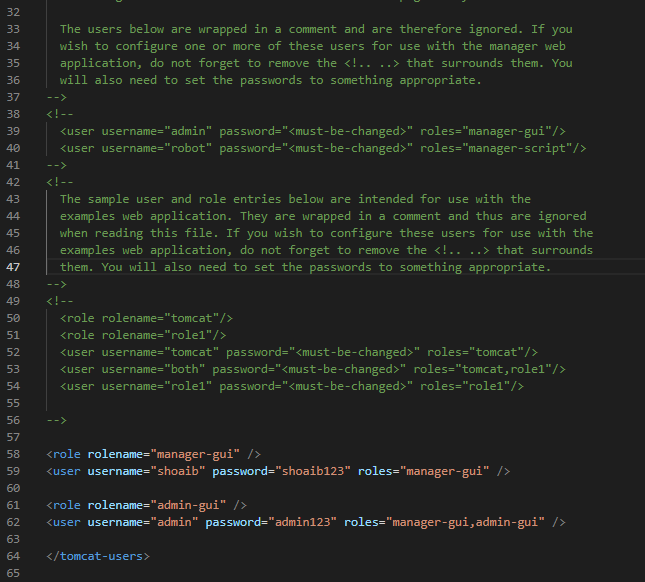 32
33 The users below are wrapped in a comment and are therefore ignored. If you
34 wish to configure one or more of these users for use with the manager web
35 application, do not forget to remove the <!.. ..> that surrounds them. You
36 will also need to set the passwords to something appropriate.
37 -->
38 <!--
39 <user username="admin" password="<must-be-changed>" roles="manager-gui"/>
40 <user username="robot" password="<must-be-changed>" roles="manager-script"/>
41 -->
42 <!--
43 The sample user and role entries below are intended for use with the
44 examples web application. They are wrapped in a comment and thus are ignored
45 when reading this file. If you wish to configure these users for use with the
46 examples web application, do not forget to remove the <!.. ..> that surrounds
47 them. You will also need to set the passwords to something appropriate.
48 -->
49 <!--
50 <role rolename="tomcat"/>
51 <role rolename="role1"/>
52 <user username="tomcat" password="<must-be-changed>" roles="tomcat"/>
53 <user username="both" password="<must-be-changed>" roles="tomcat,role1"/>
54 <user username="role1" password="<must-be-changed>" roles="role1"/>
55
56 -->
57
58 <role rolename="manager-gui" />
59 <user username="shoaib" password="shoaib123" roles="manager-gui" />
60
61 <role rolename="admin-gui" />
62 <user username="admin" password="admin123" roles="manager-gui,admin-gui" />
63
64 </tomcat-users>
65